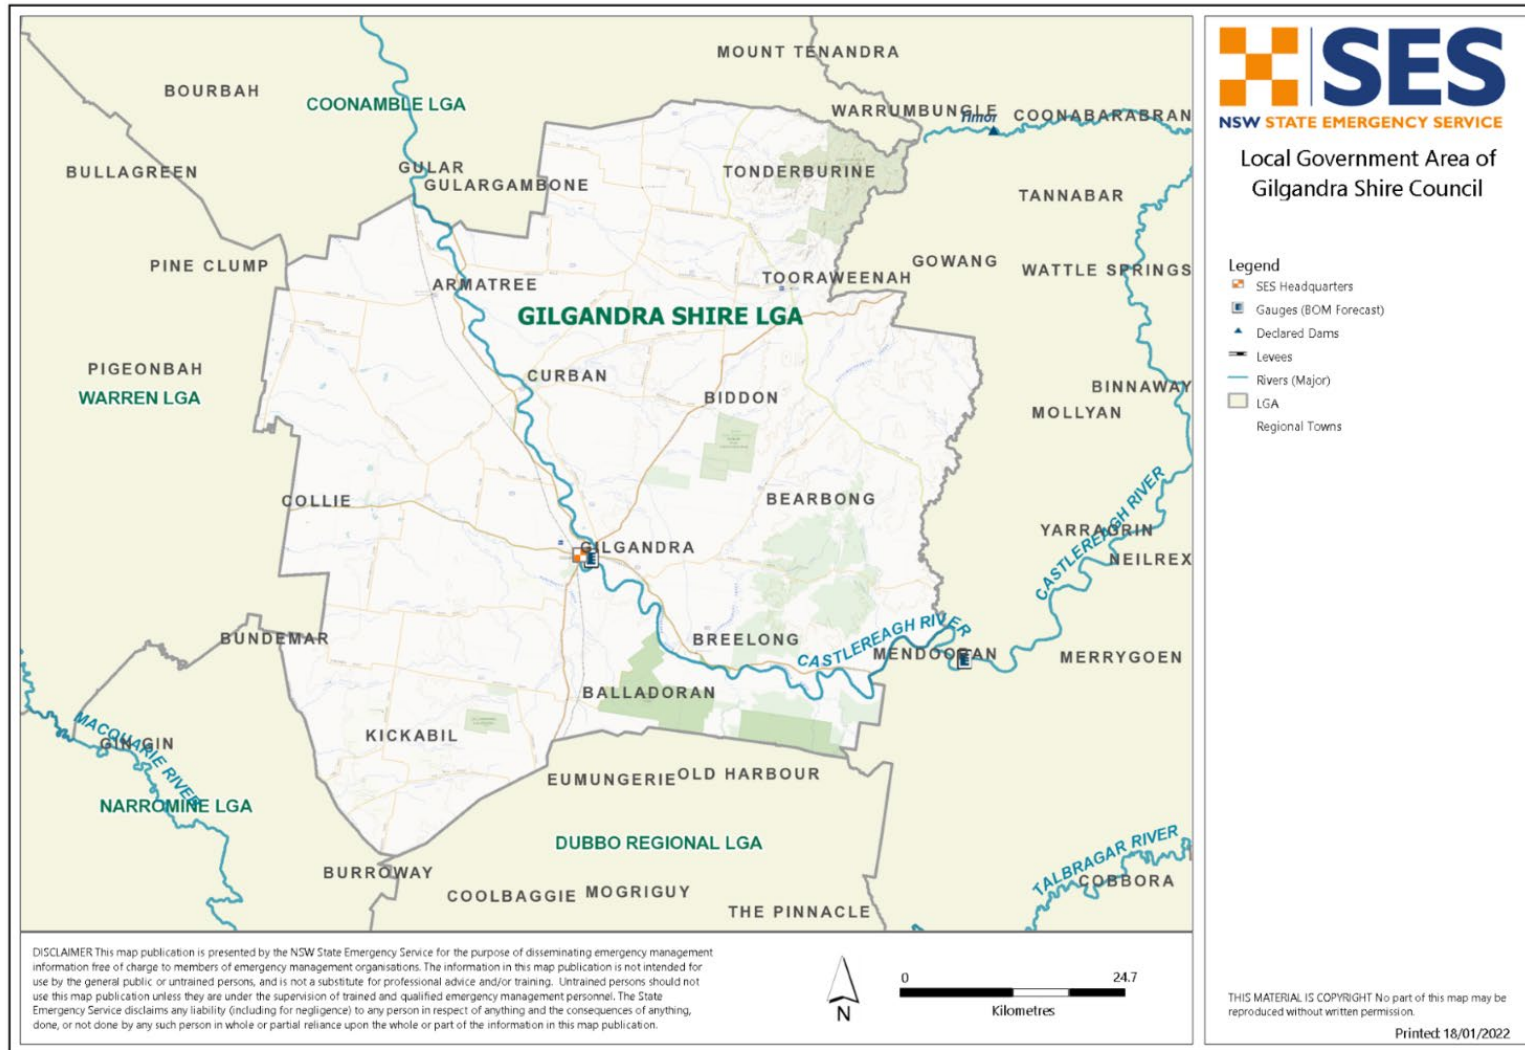 MOUNT TENANDRA
BOURBAH
COONAMBLE LGA
WARRUMBUNGLE
Timor
COONABARABRAN
BULLAGREEN
GULAR
GULARGAMBONE
TONDERBURINE
TANNABAR
PINE CLUMP
ARMATREE
TOORAWEENAH
GOWANG
WATTLE SPRINGS
GILGANDRA SHIRE LGA
PIGEONBAH
WARREN LGA
CURBAN
BIDDON
BINNAWAY
MOLLYAN
COLLIE
BEARBONG
CASTLEREAGH RIVER
YARRAGRIN
NEILREX
GILGANDRA
BUNDEMAR
BREELONG
CASTLEREAGH RIVER
MENDOORAN
MERRYGOEN
BALLADORAN
MACQUARIE RIVER
GIN GIN
KICKABIL
EUMUNGERIE
OLD HARBOUR
NARROMINE LGA
DUBBO REGIONAL LGA
TALBRAGAR RIVER
COBBORA
BURROWAY
COOLBAGGIE
MOGRIGUY
THE PINNACLE
SES
NSW STATE EMERGENCY SERVICE
Local Government Area of
Gilgandra Shire Council
Legend
SES Headquarters
Gauges (BOM Forecast)
Declared Dams
Levees
Rivers (Major)
LGA
Regional Towns
DISCLAIMER This map publication is presented by the NSW State Emergency Service for the purpose of disseminating emergency management
information free of charge to members of emergency management organisations. The information in this map publication is not intended for
use by the general public or untrained persons, and is not a substitute for professional advice and/or training. Untrained persons should not
use this map publication unless they are under the supervision of trained and qualified emergency management personnel. The State
Emergency Service disclaims any liability (including for negligence) to any person in respect of anything and the consequences of anything,
done, or not done by any such person in whole or partial reliance upon the whole or part of the information in this map publication.
N
0 24.7
Kilometres
THIS MATERIAL IS COPYRIGHT No part of this map may be
reproduced without written permission.
Printed: 18/01/2022